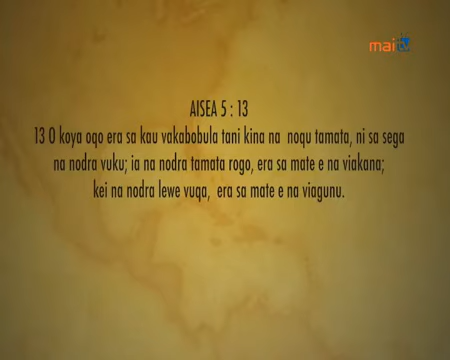 mai tv
AISEA 5 : 13
13 O koya oqo era sa kau vakabobula tani kina na noqu tamata, ni sa sega
na nodra vuku; ia na nodra tamata rogo, era sa mate e na viakana;
kei na nodra lewe vuqa, era sa mate e na viagunu.